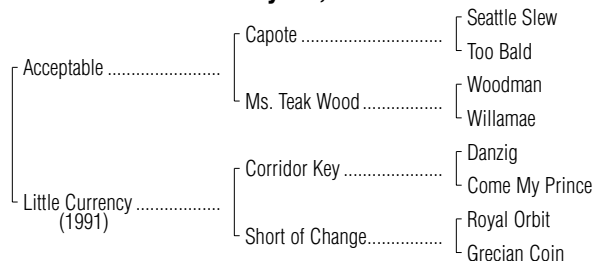 Seattle Slew
Capote ............................................
Too Bald
Acceptable ........................
Woodman
Ms. Teak Wood .................
Willamae
Danzig
Corridor Key .....................
Come My Prince
Little Currency ..................
(1991)
Royal Orbit
Short of Change................
Grecian Coin